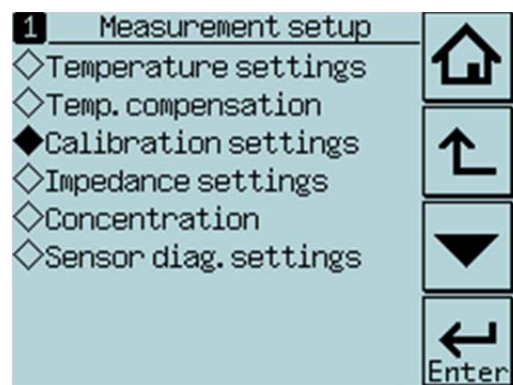 1 Measurement setup
Temperature settings
Temp. compensation
Calibration settings
Impedance settings
Concentration
Sensor diag. settings
Enter